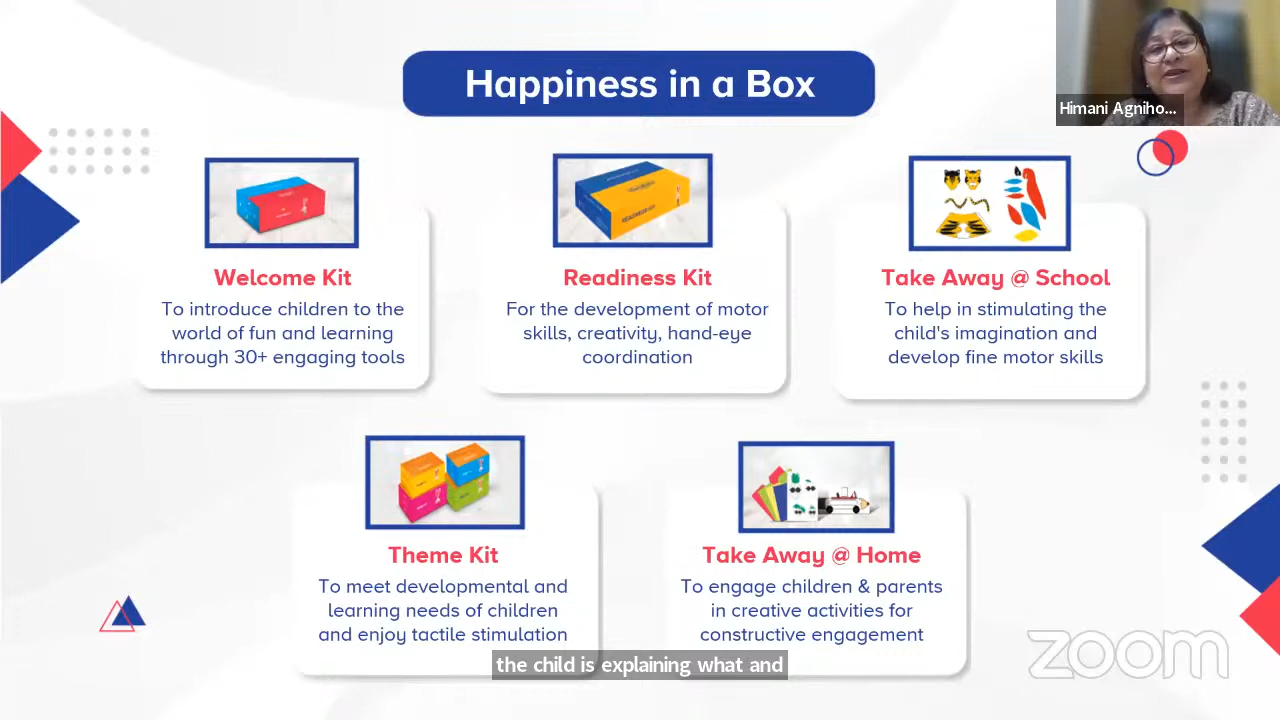 Happiness in a Box
Himani Agniho...
Welcome Kit
To introduce children to the
world of fun and learning
through 30+ engaging tools
READINESS KIT
Readiness Kit
For the development of motor
skills, creativity, hand-eye
coordination
Take Away @ School
To help in stimulating the
child's imagination and
develop fine motor skills
Theme Kit
To meet developmental and
learning needs of children
and enjoy tactile stimulation
Take Away @ Home
To engage children & parents
in creative activities for
constructive engagement
the child is explaining what and
zoom